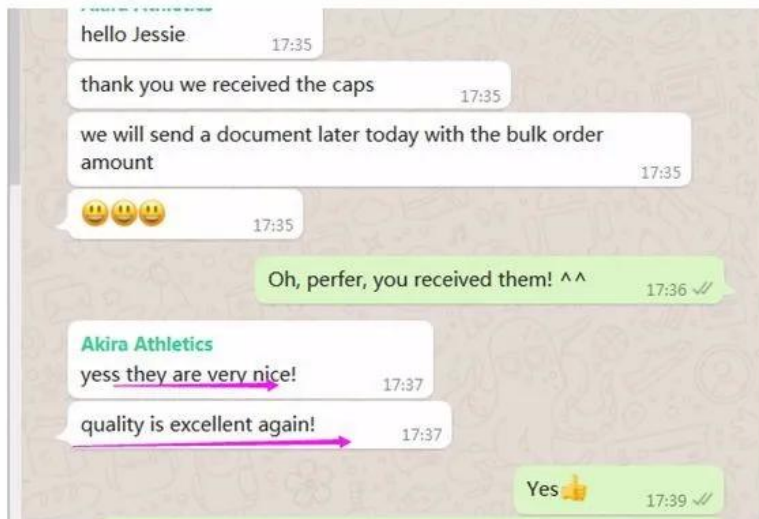 hello Jessie
17:35
thank you we received the caps
17:35
we will send a document later today with the bulk order
amount
17:35
😃😃😃
17:35
Oh, perfer, you received them! ^^
17:36
Akira Athletics
yess they are very nice!
17:37
quality is excellent again!
17:37
Yes👍
17:39